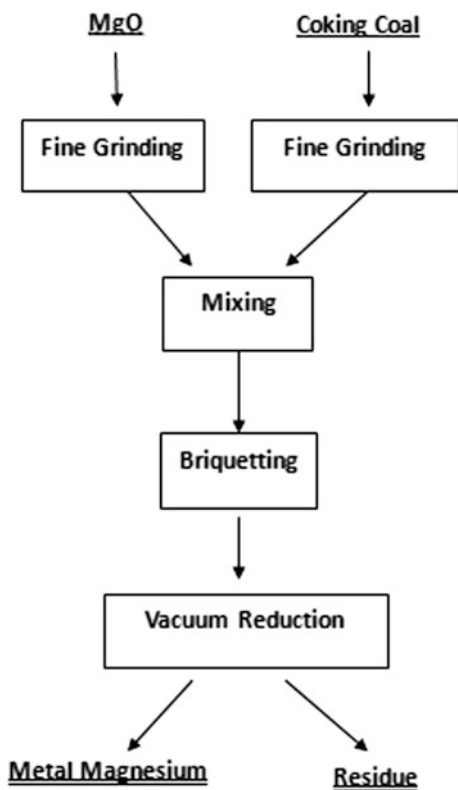 MgO
Coking Coal
Fine Grinding
Fine Grinding
Mixing
Briquetting
Vacuum Reduction
Metal Magnesium
Residue